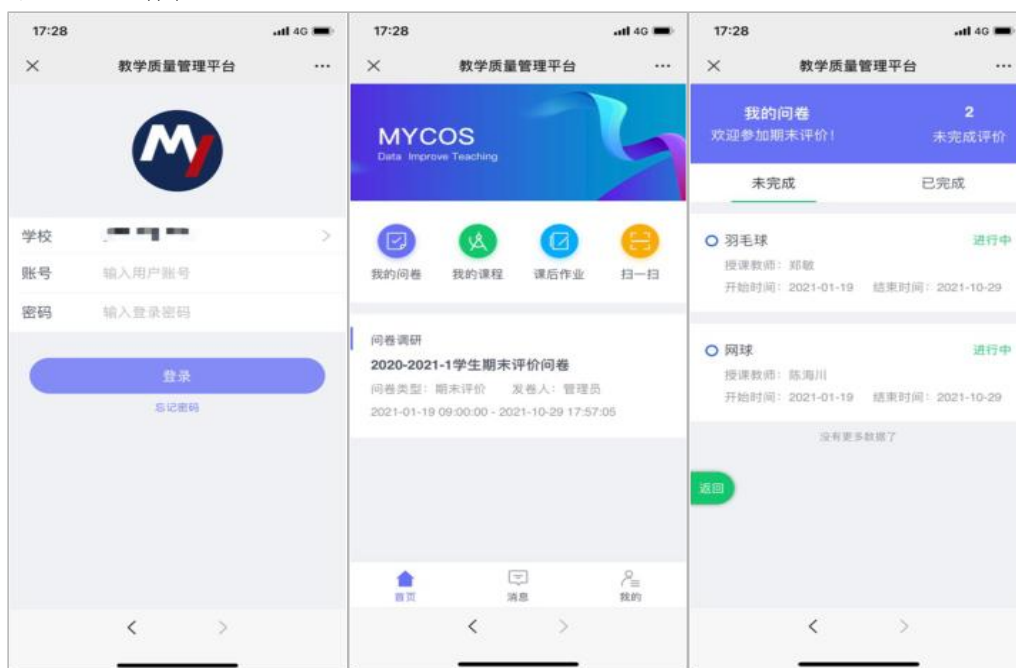 17:28
4G
教学质量管理平台
学校
账号 输入用户账号
密码 输入登录密码
登录
忘记密码
17:28
4G
教学质量管理平台
MYCOS
Data Improve Teaching
我的问卷 我的课程 课后作业 扫一扫
问卷调研
2020-2021-1学生期末评价问卷
问卷类型：期末评价 发卷人：管理员
2021-01-19 09:00:00 - 2021-10-29 17:57:05
首页 消息 我的
17:28
4G
教学质量管理平台
我的问卷 2
欢迎参加期末评价！ 未完成评价
未完成 已完成
羽毛球 进行中
授课教师：郑敏
开始时间：2021-01-19 结束时间：2021-10-29
网球 进行中
授课教师：陈海川
开始时间：2021-01-19 结束时间：2021-10-29
没有更多数据了
返回